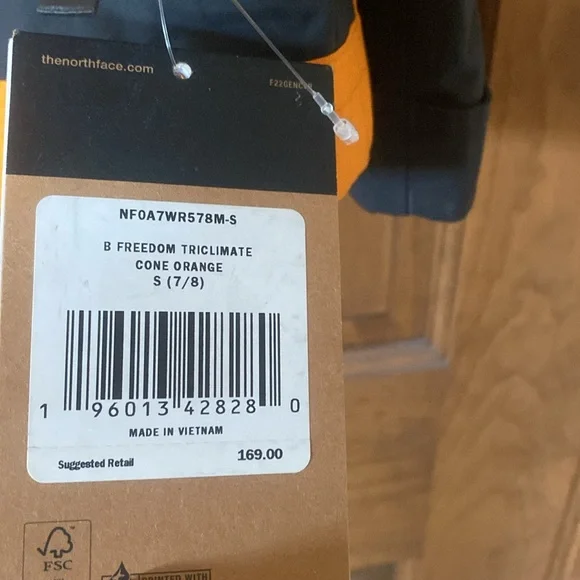 thenorthface.com
NF0A7WR578M-S
B FREEDOM TRICLIMATE
CONE ORANGE
S (7/8)
1 96013 42828 0
MADE IN VIETNAM
Suggested Retail 169.00
FSC
PRINTED WITH